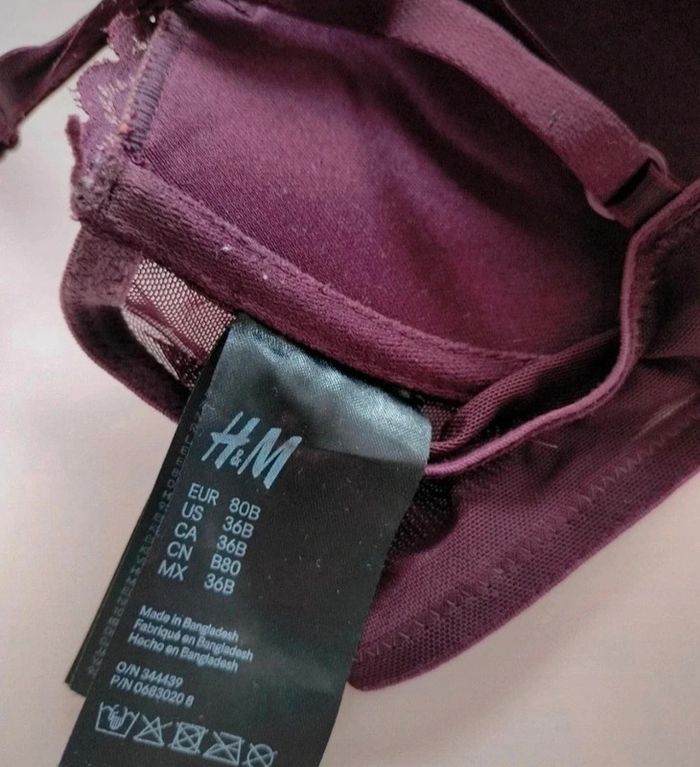 H&M
EUR 80B
US 36B
CA 36B
CN B80
MX 36B
Made in Bangladesh
Fabriqué en Bangladesh
Hecho en Bangladesh
O/N 344439
P/N 0683020 8